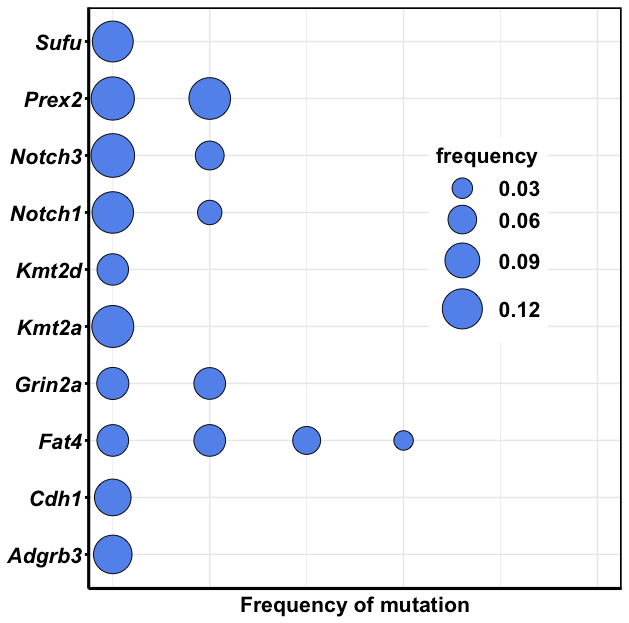 Sufu
Prex2
Notch3
Notch1
Kmt2d
Kmt2a
Grin2a
Fat4
Cdh1
Adgrb3
frequency
0.03
0.06
0.09
0.12
Frequency of mutation